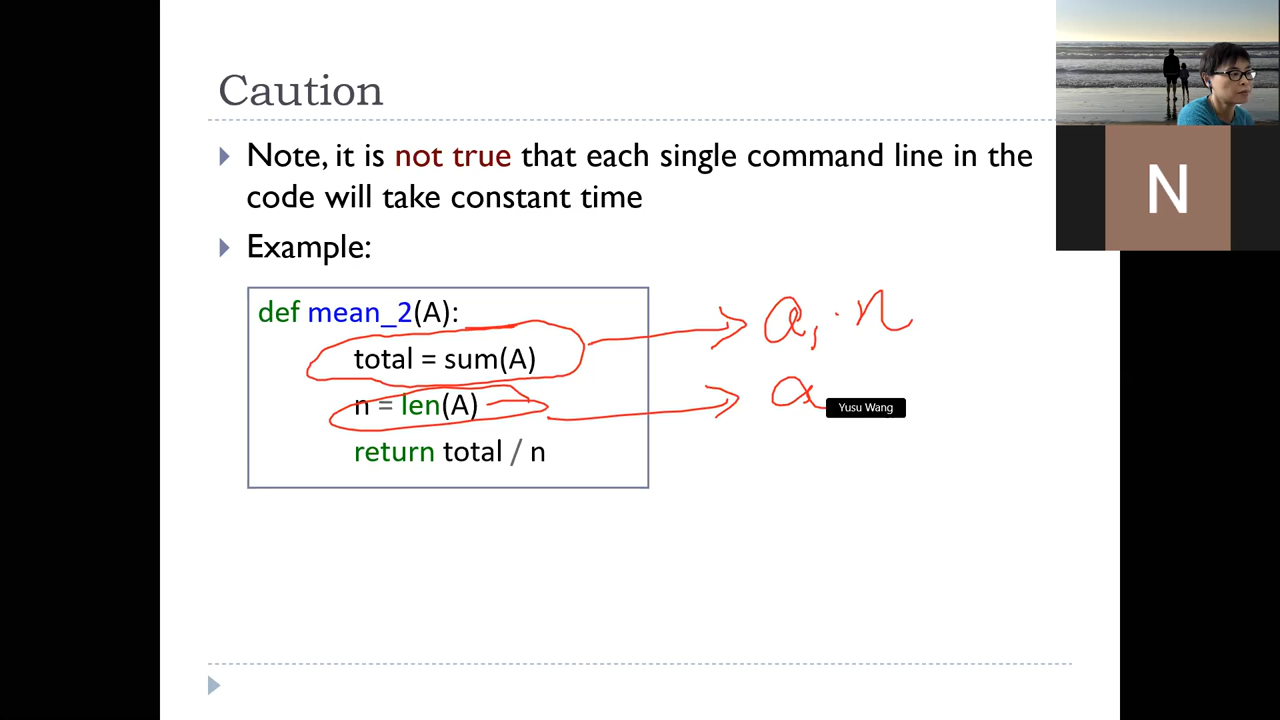 Caution
Note, it is not true that each single command line in the
code will take constant time
Example:
def mean_2(A):
total = sum(A)
n = len(A)
return total / n
a, · n
a
Yusu Wang
N